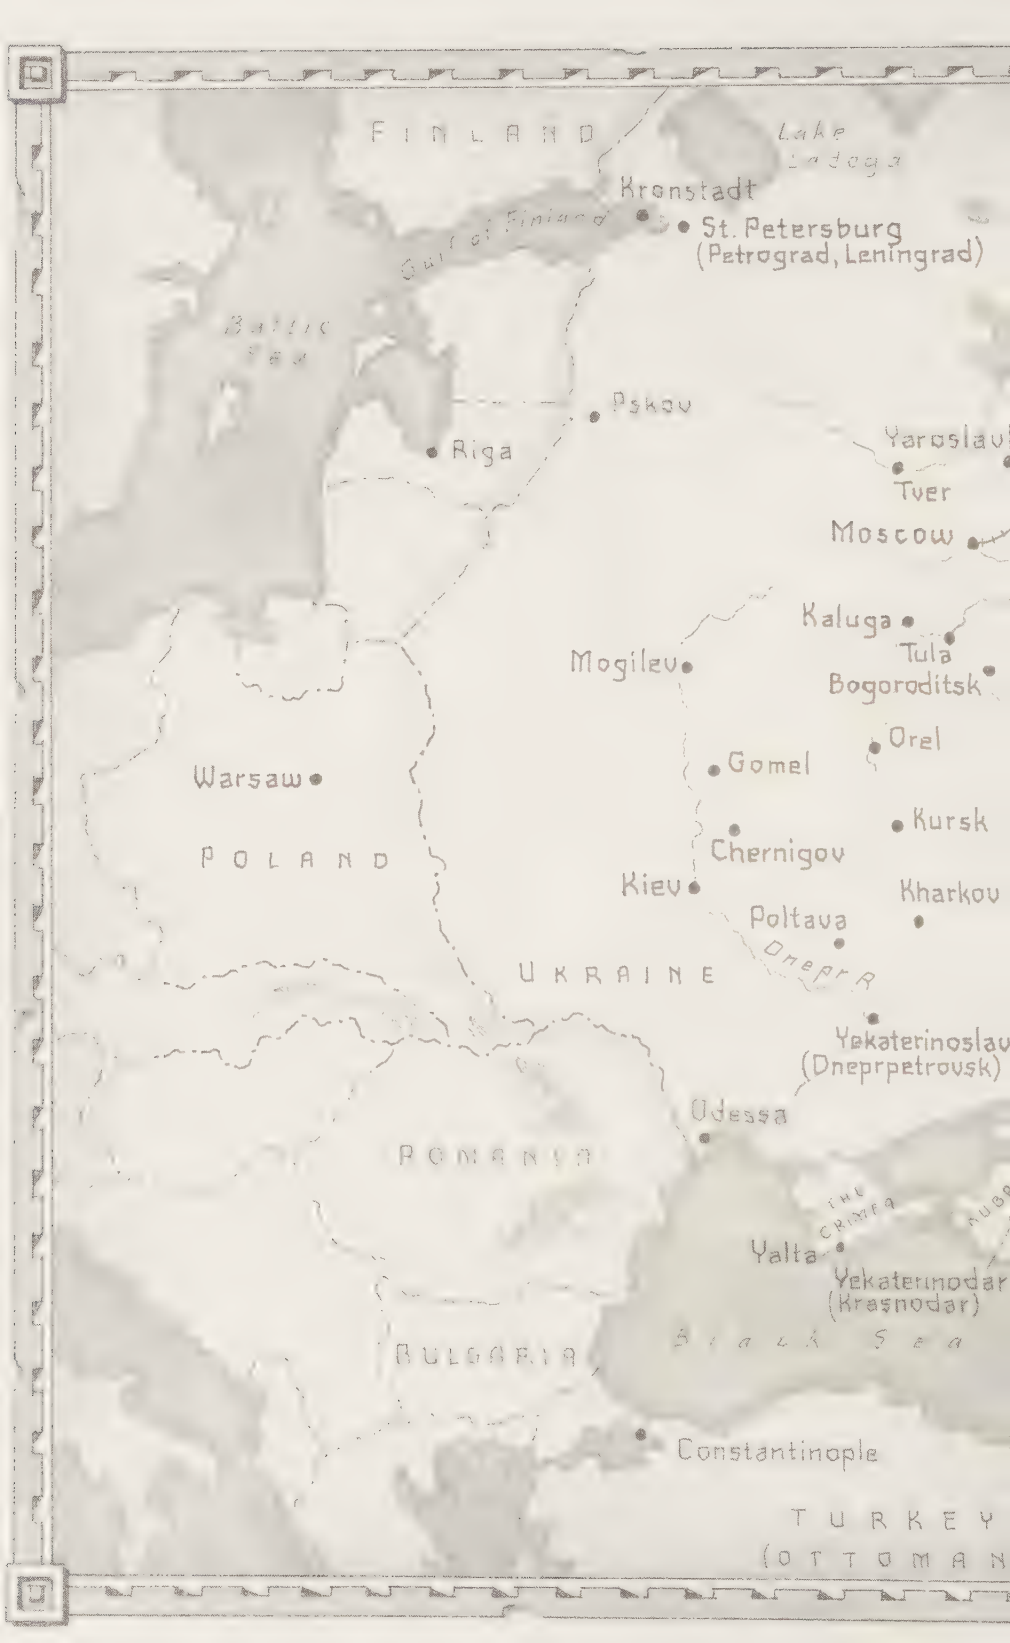 FINLAND
Lake
Ladoga
Kronstadt
Gulf of Finland
St. Petersburg
(Petrograd, Leningrad)
Baltic
Sea
Pskov
Riga
Yaroslavl
Tver
Moscow
Kaluga
Tula
Mogilev
Bogoroditsk
Orel
Gomel
Warsaw
Kursk
Chernigov
POLAND
Kiev
Kharkov
Poltava
Dnepr R
UKRAINE
Yekaterinoslav
(Dneprpetrovsk)
Odessa
ROMANIA
THE
CRIMEA
KUBA
Yalta
Yekaterinodar
(Krasnodar)
Black Sea
BULGARIA
Constantinople
TURKEY
(OTTOMAN